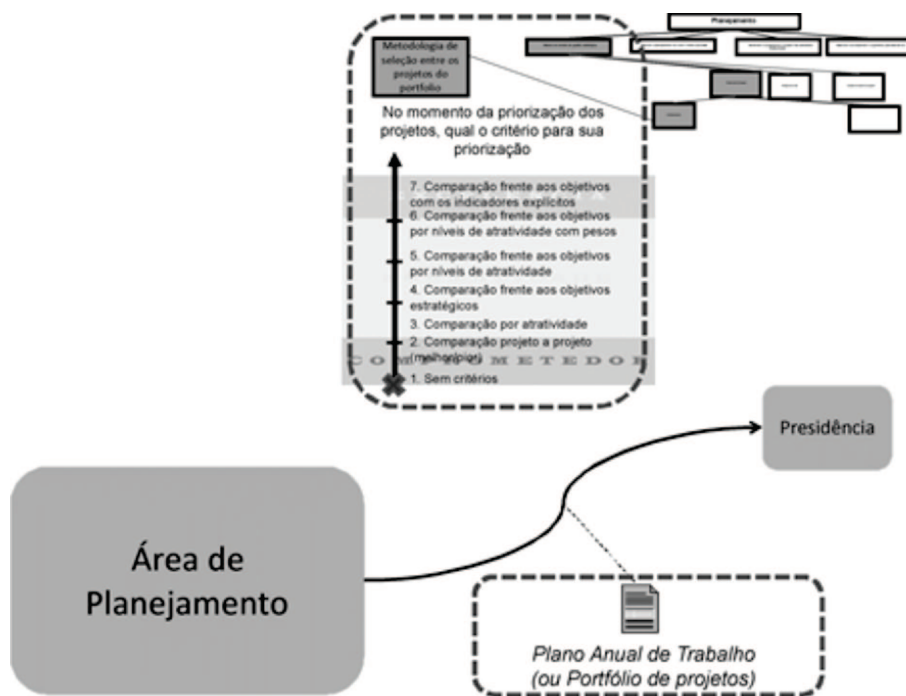 Planejamento
Metodologia de
seleção entre os
projetos do
portfolio
No momento da priorização dos
projetos, qual o critério para sua
priorização
7. Comparação frente aos objetivos
com os indicadores explícitos
6. Comparação frente aos objetivos
por níveis de atratividade com pesos
5. Comparação frente aos objetivos
por níveis de atratividade
4. Comparação frente aos objetivos
estratégicos
3. Comparação por atratividade
2. Comparação projeto a projeto
(melhor/pior)
1. Sem critérios
Presidência
Área de
Planejamento
Plano Anual de Trabalho
(ou Portfólio de projetos)